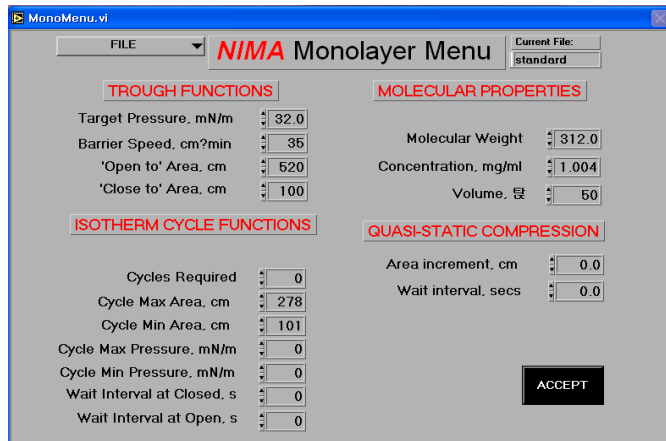 MonoMenu.vi
FILE
NIMA Monolayer Menu
Current File:
standard
TROUGH FUNCTIONS
Target Pressure, mN/m 32.0
Barrier Speed, cm?min 35
'Open to' Area, cm 520
'Close to' Area, cm 100
ISOTHERM CYCLE FUNCTIONS
Cycles Required 0
Cycle Max Area, cm 278
Cycle Min Area, cm 101
Cycle Max Pressure, mN/m 0
Cycle Min Pressure, mN/m 0
Wait Interval at Closed, s 0
Wait Interval at Open, s 0
MOLECULAR PROPERTIES
Molecular Weight 312.0
Concentration, mg/ml 1.004
Volume, 탅 50
QUASI-STATIC COMPRESSION
Area increment, cm 0.0
Wait interval, secs 0.0
ACCEPT